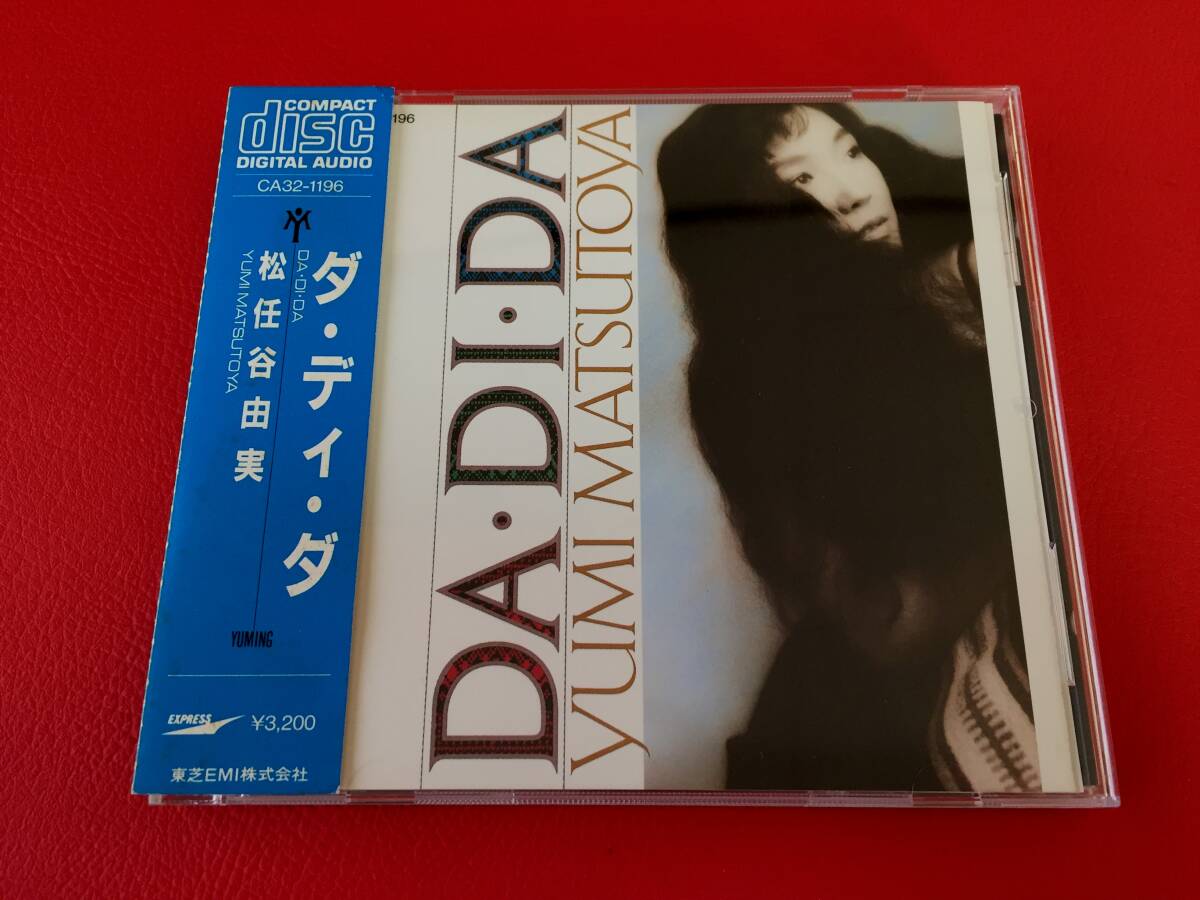 COMPACT
disc
DIGITAL AUDIO
CA32-1196
ダ・ディ・ダ
DA・DI・DA
松任谷由実
YUMI MATSUTOYA
YUMING
EXPRESS
¥3,200
東芝EMI株式会社
196
DA・DI・DA
YUMI MATSUTOYA